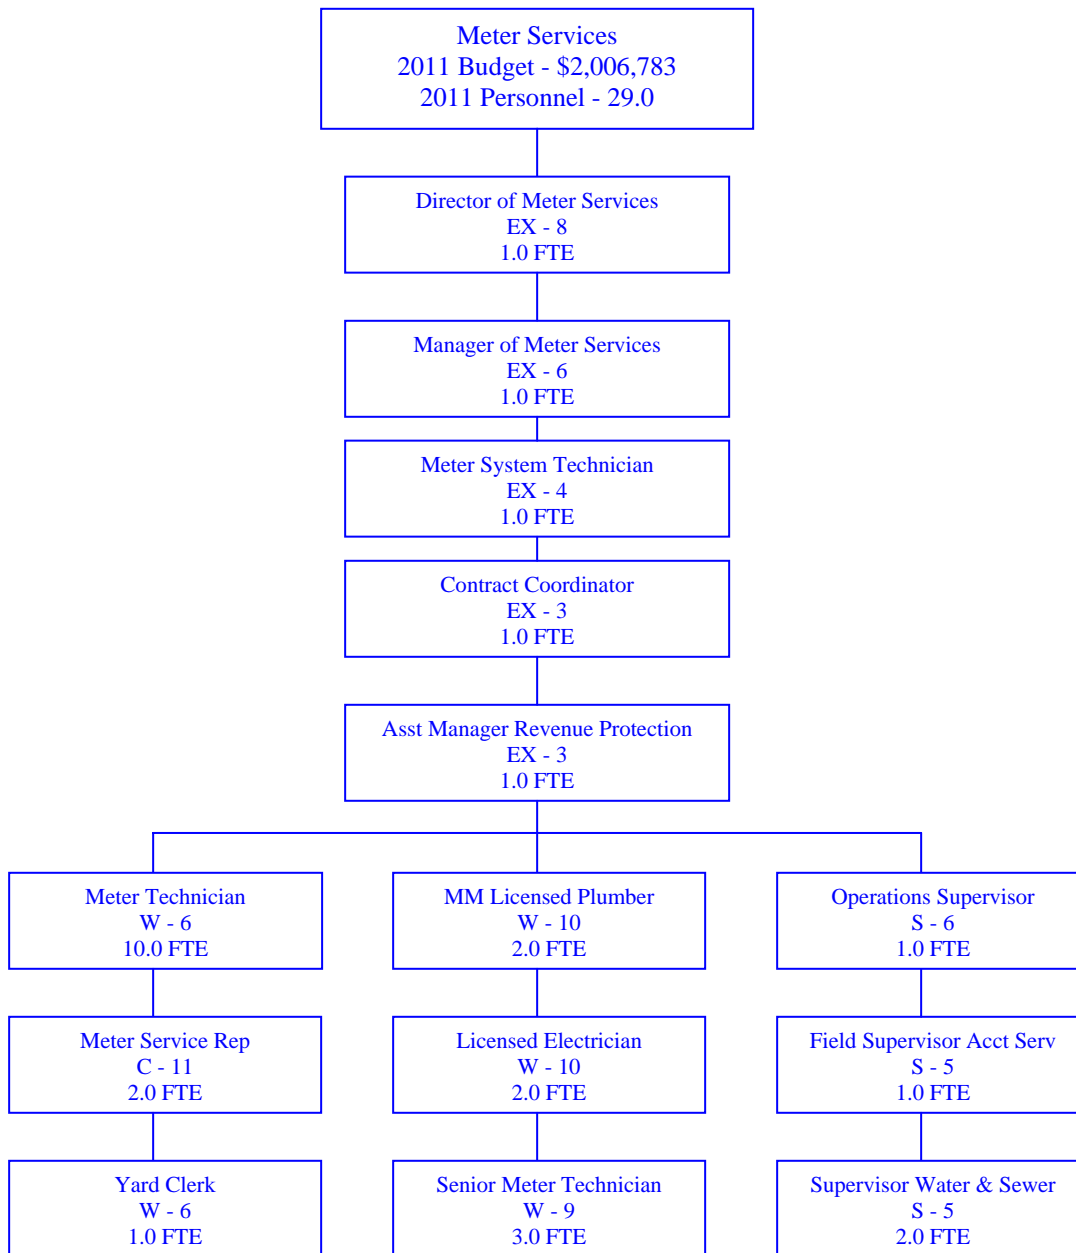 Meter Services
2011 Budget - $2,006,783
2011 Personnel - 29.0
Director of Meter Services
EX - 8
1.0 FTE
Manager of Meter Services
EX - 6
1.0 FTE
Meter System Technician
EX - 4
1.0 FTE
Contract Coordinator
EX - 3
1.0 FTE
Asst Manager Revenue Protection
EX - 3
1.0 FTE
Meter Technician
W - 6
10.0 FTE
MM Licensed Plumber
W - 10
2.0 FTE
Operations Supervisor
S - 6
1.0 FTE
Meter Service Rep
C - 11
2.0 FTE
Licensed Electrician
W - 10
2.0 FTE
Field Supervisor Acct Serv
S - 5
1.0 FTE
Yard Clerk
W - 6
1.0 FTE
Senior Meter Technician
W - 9
3.0 FTE
Supervisor Water & Sewer
S - 5
2.0 FTE